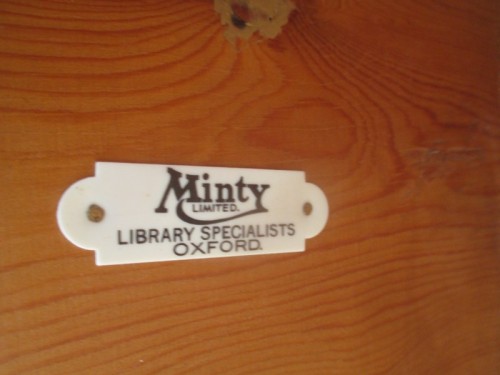 Minty
LIMITED.
LIBRARY SPECIALISTS
OXFORD.